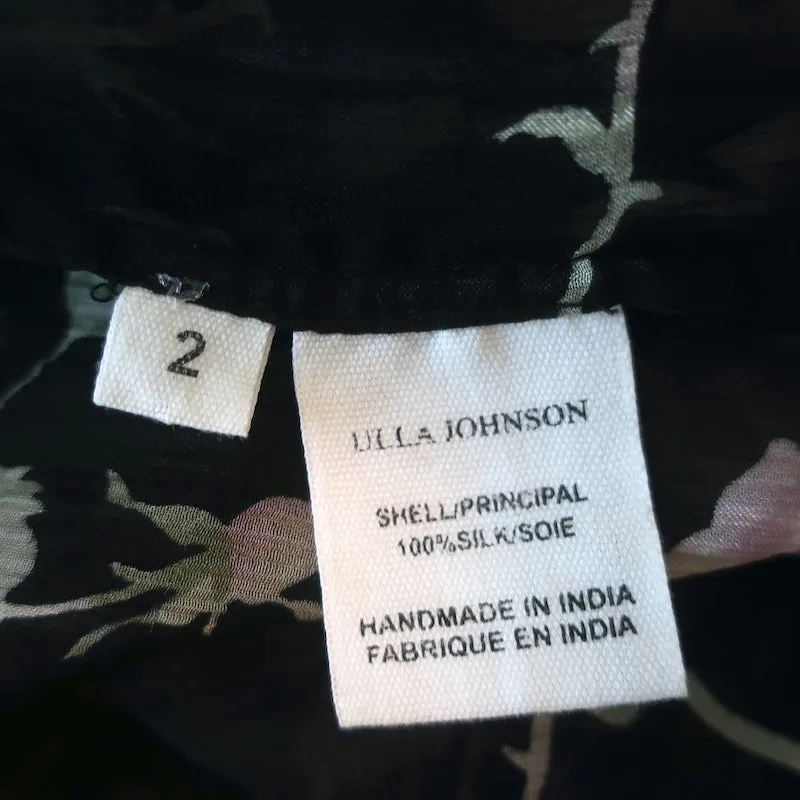 2
ULLA JOHNSON
SHELL/PRINCIPAL
100%SILK/SOIE
HANDMADE IN INDIA
FABRIQUE EN INDIA